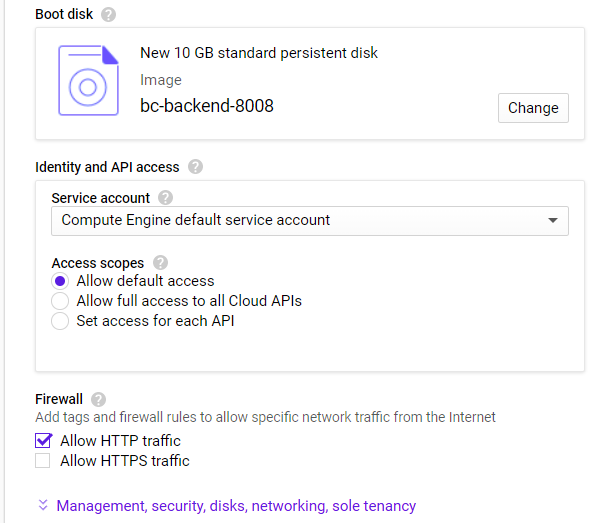 Boot disk
New 10 GB standard persistent disk
Image
bc-backend-8008
Change
Identity and API access
Service account
Compute Engine default service account
Access scopes
Allow default access
Allow full access to all Cloud APIs
Set access for each API
Firewall
Add tags and firewall rules to allow specific network traffic from the Internet
Allow HTTP traffic
Allow HTTPS traffic
Management, security, disks, networking, sole tenancy